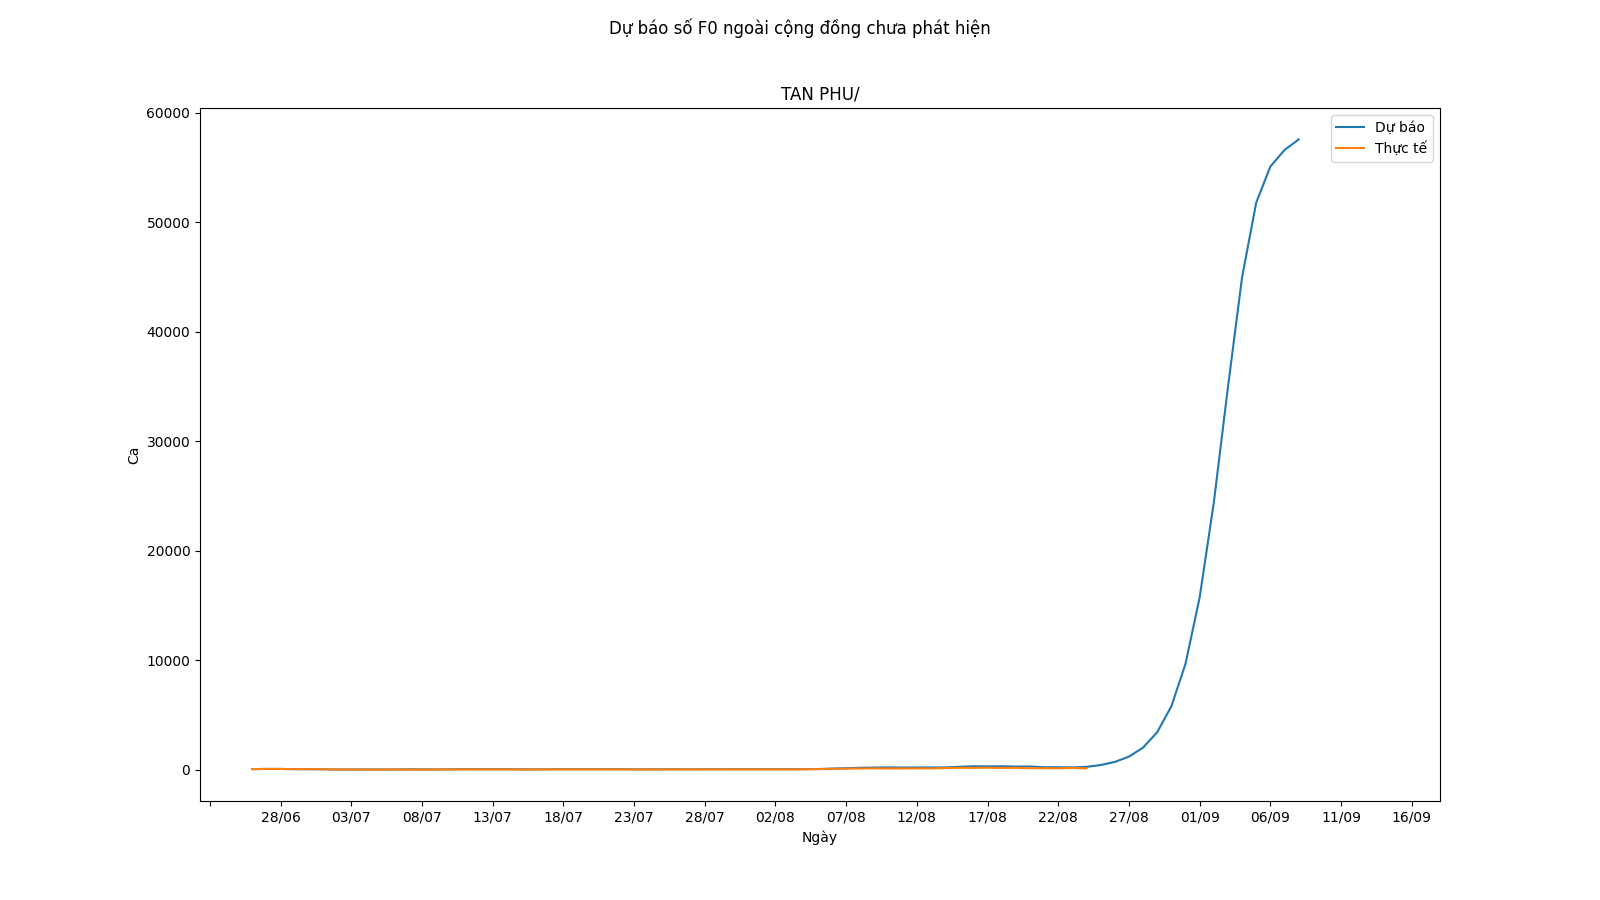 Dự báo số F0 ngoài cộng đồng chưa phát hiện
TAN PHU/
Dự báo
Thực tế
60000
50000
40000
30000
20000
10000
0
Ca
28/06 03/07 08/07 13/07 18/07 23/07 28/07 02/08 07/08 12/08 17/08 22/08 27/08 01/09 06/09 11/09 16/09
Ngày